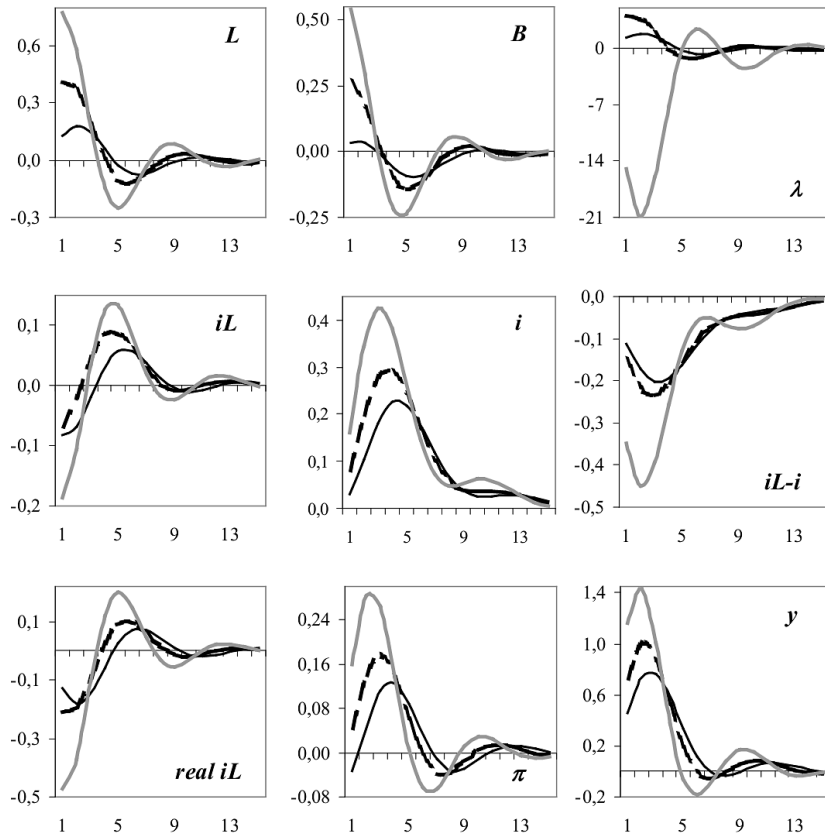 L
0,6
0,3
0,0
-0,3
1 5 9 13
B
0,50
0,25
0,00
-0,25
1 5 9 13
0
-7
-14
-21
λ
1 5 9 13
iL
0,1
0,0
-0,1
-0,2
1 5 9 13
i
0,4
0,3
0,2
0,1
0,0
1 5 9 13
0,0
-0,1
-0,2
-0,3
-0,4
-0,5
iL-i
1 5 9 13
0,1
-0,1
-0,3
-0,5
real iL
1 5 9 13
0,24
0,16
0,08
0,00
-0,08
π
1 5 9 13
y
1,4
1,0
0,6
0,2
-0,2
1 5 9 13